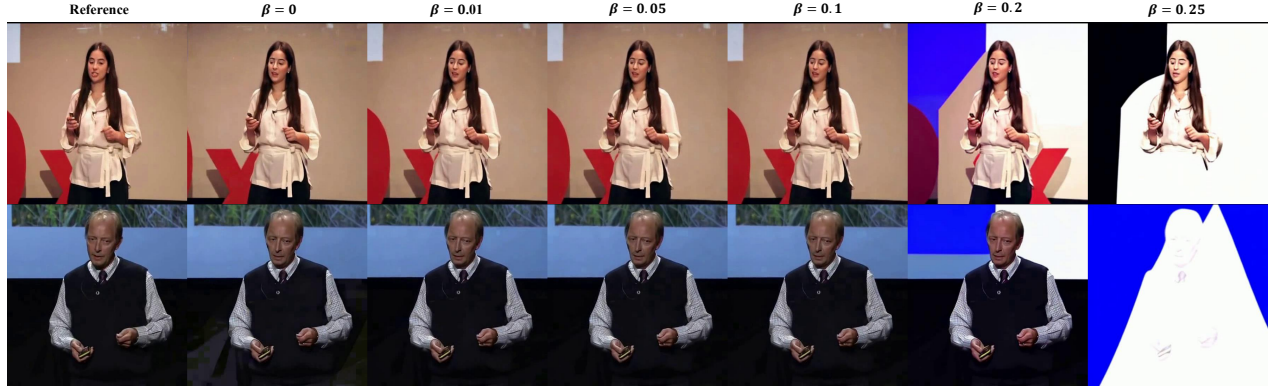 Reference β = 0 β = 0.01 β = 0.05 β = 0.1 β = 0.2 β = 0.25